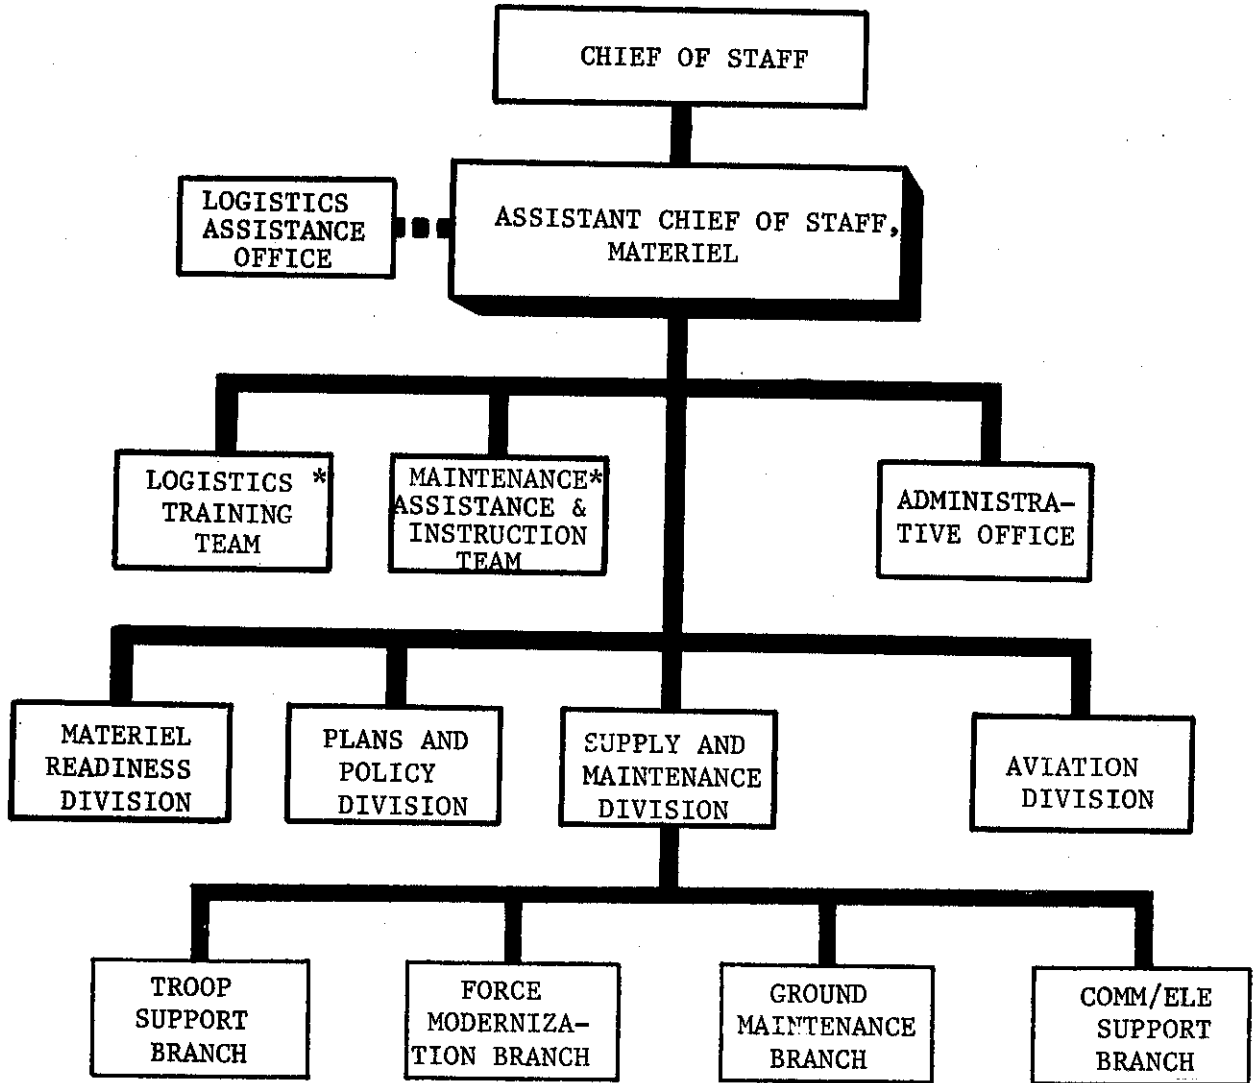 CHIEF OF STAFF
LOGISTICS
ASSISTANCE
OFFICE
ASSISTANT CHIEF OF STAFF,
MATERIEL
LOGISTICS *
TRAINING
TEAM
MAINTENANCE*
ASSISTANCE &
INSTRUCTION
TEAM
ADMINISTRA-
TIVE OFFICE
MATERIEL
READINESS
DIVISION
PLANS AND
POLICY
DIVISION
SUPPLY AND
MAINTENANCE
DIVISION
AVIATION
DIVISION
TROOP
SUPPORT
BRANCH
FORCE
MODERNIZA-
TION BRANCH
GROUND
MAINTENANCE
BRANCH
COMM/ELE
SUPPORT
BRANCH